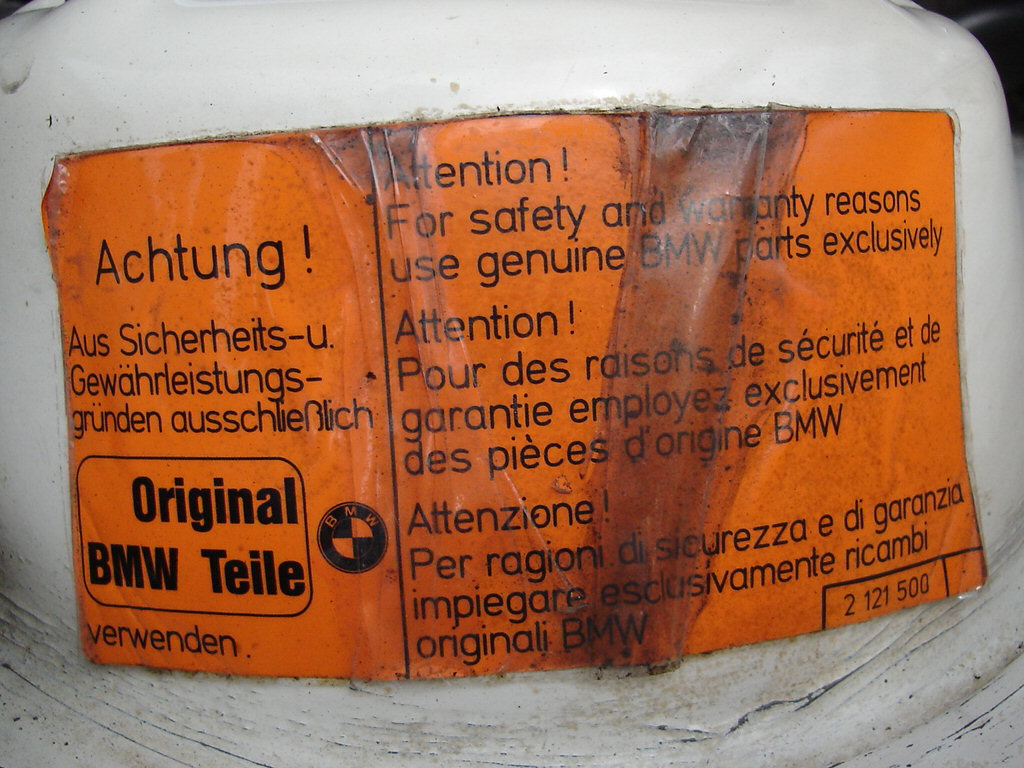 Achtung !
Aus Sicherheits-u.
Gewährleistungs-
gründen ausschließlich
Original
BMW Teile
verwenden.
BMW
Attention !
For safety and warranty reasons
use genuine BMW parts exclusively
Attention !
Pour des raisons de sécurité et de
garantie employez exclusivement
des pièces d'origine BMW
Attenzione !
Per ragioni di sicurezza e di garanzia
impiegare esclusivamente ricambi
originali BMW
2 121 500